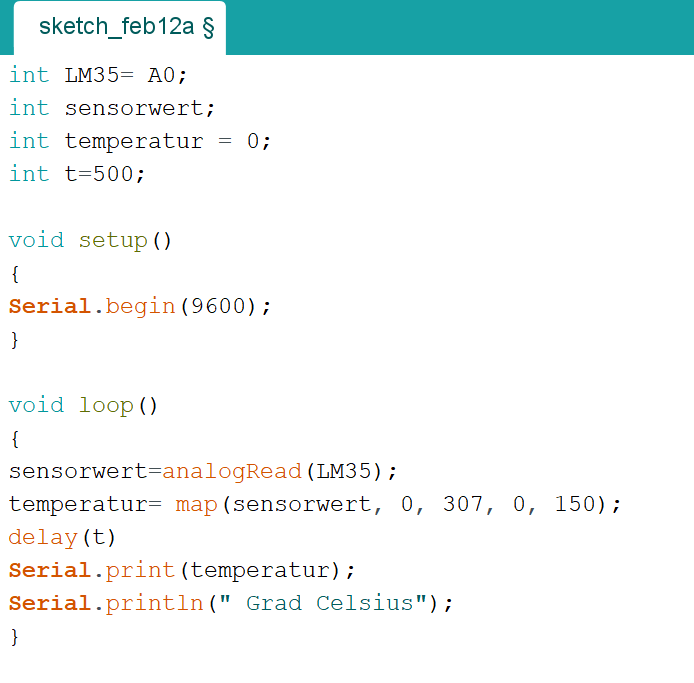 sketch_feb12a §
int LM35= A0;
int sensorwert;
int temperatur = 0;
int t=500;
void setup()
{
Serial.begin(9600);
}
void loop()
{
sensorwert=analogRead(LM35);
temperatur= map(sensorwert, 0, 307, 0, 150);
delay(t)
Serial.print(temperatur);
Serial.println(" Grad Celsius");
}